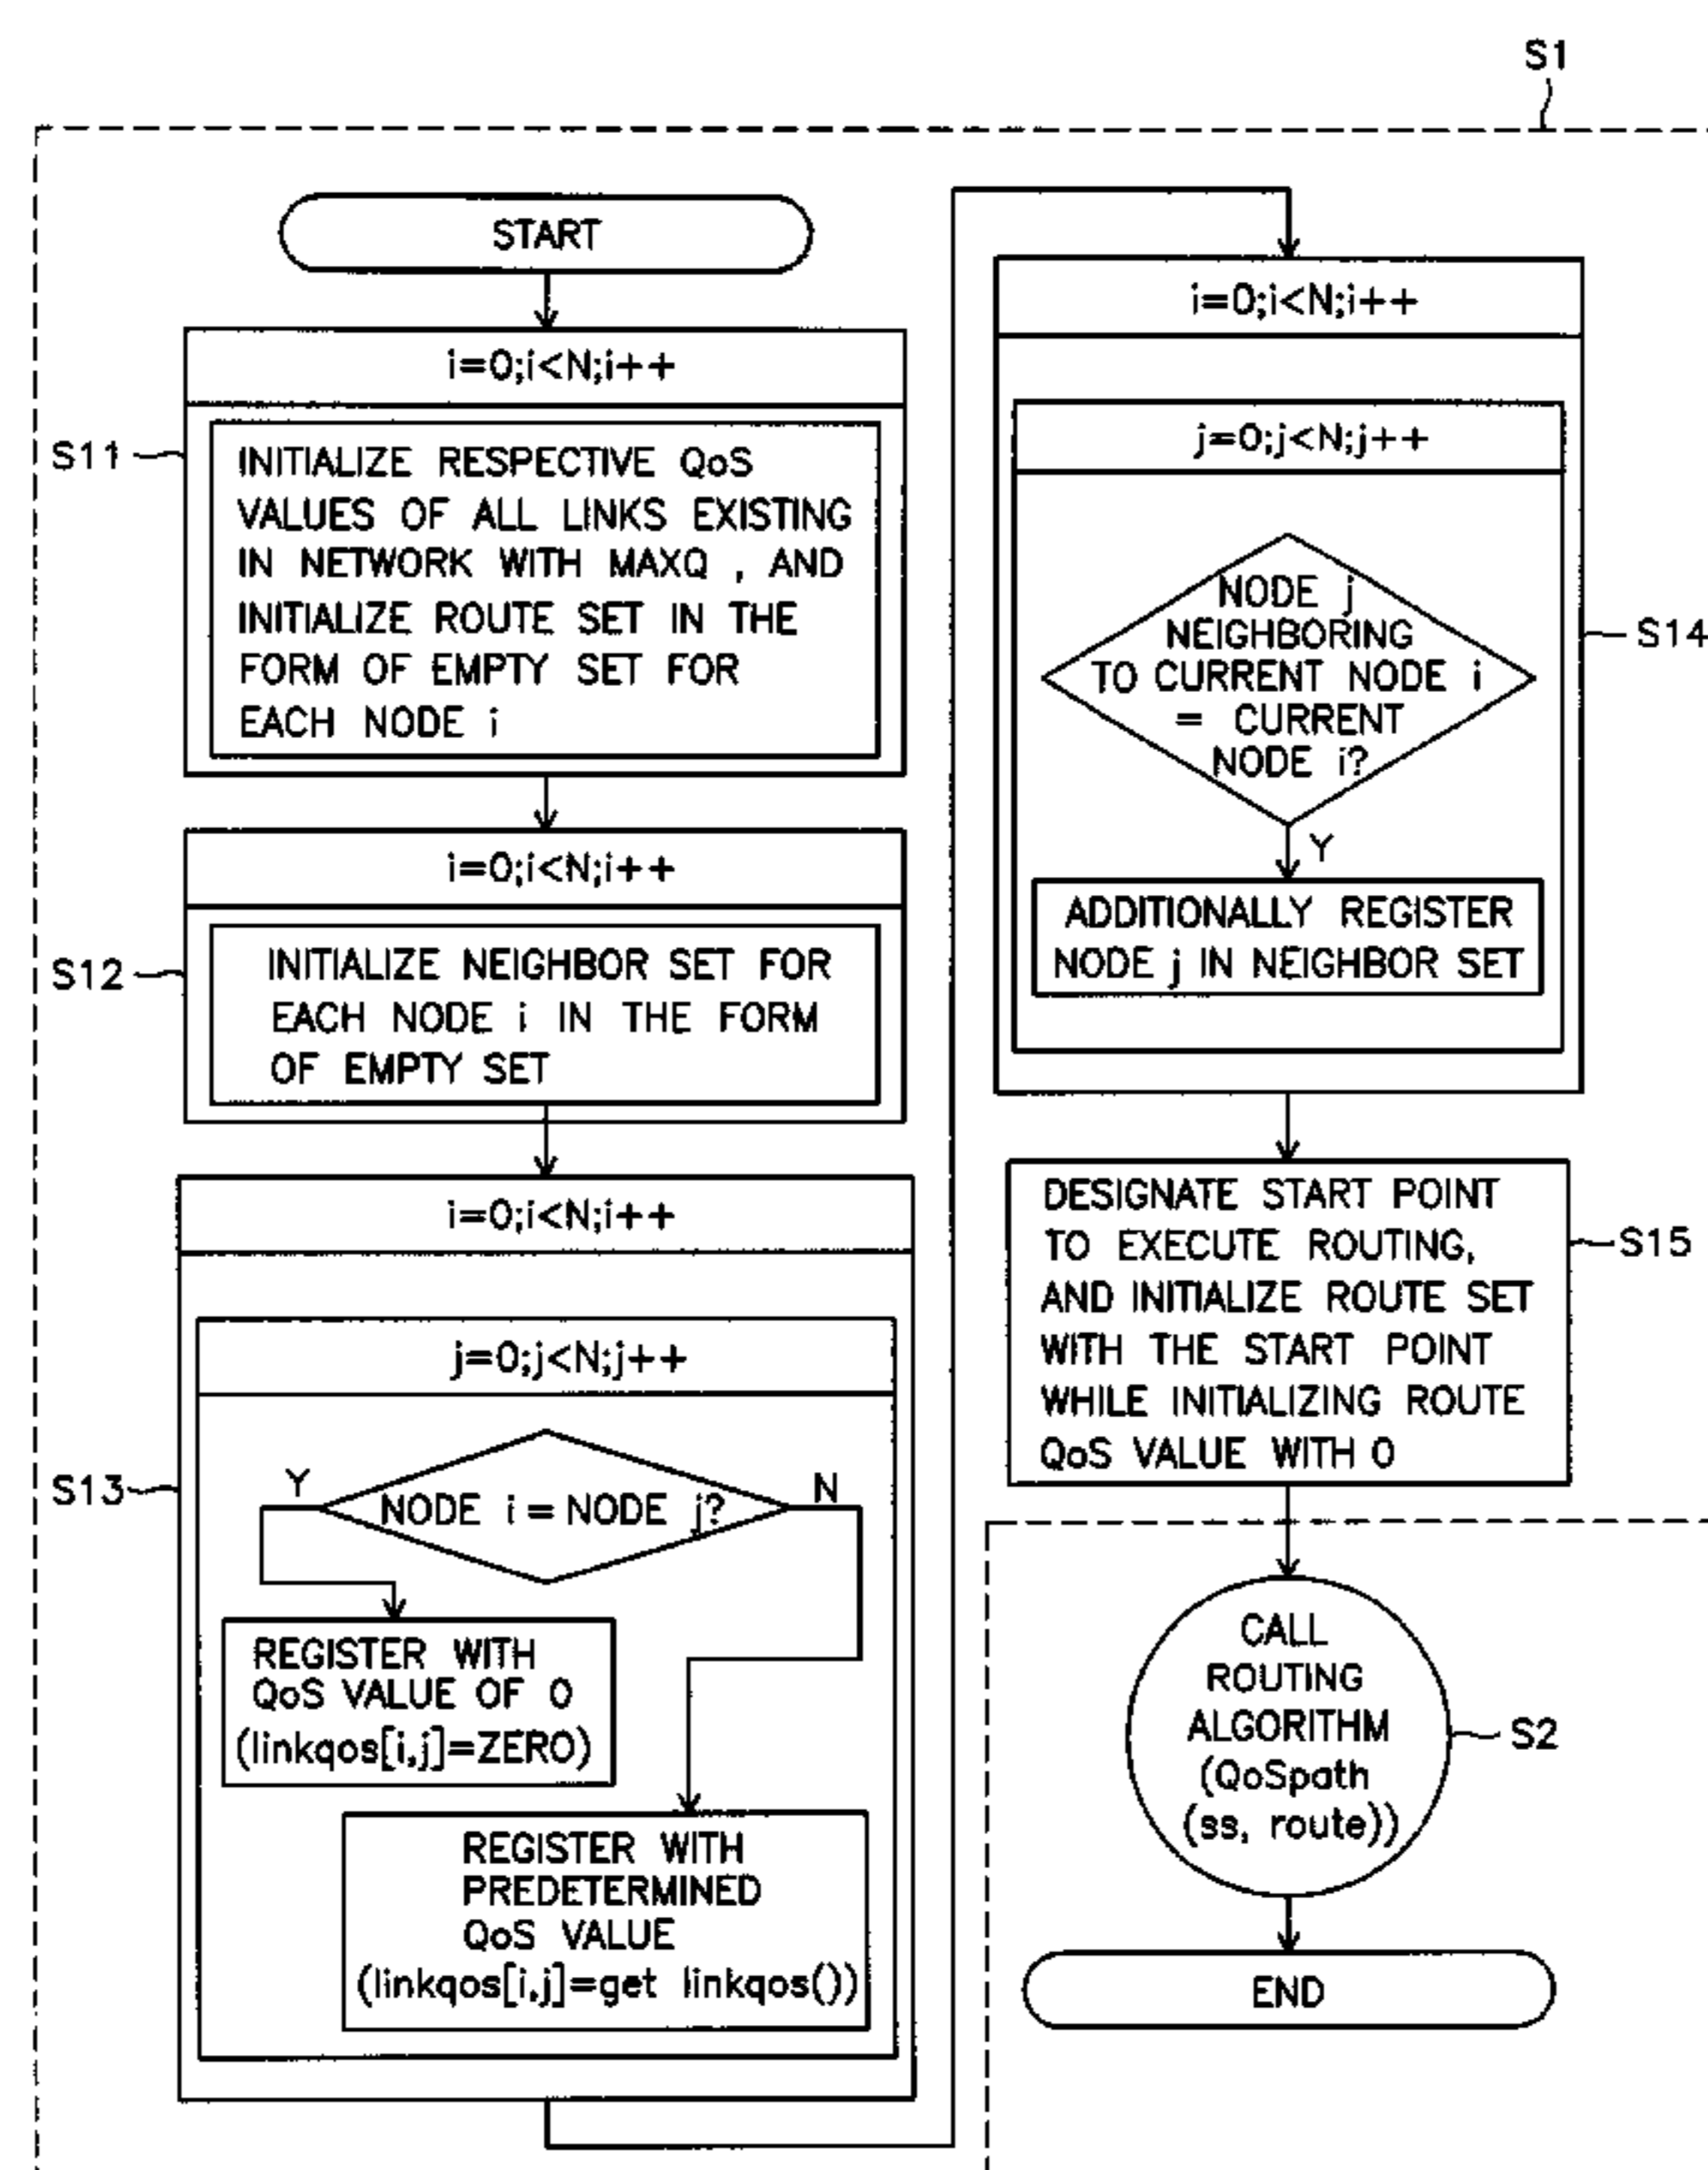 S1
START
i=0;i<N;i++
S11
INITIALIZE RESPECTIVE QoS
VALUES OF ALL LINKS EXISTING
IN NETWORK WITH MAXQ , AND
INITIALIZE ROUTE SET IN THE
FORM OF EMPTY SET FOR
EACH NODE i
i=0;i<N;i++
S12
INITIALIZE NEIGHBOR SET FOR
EACH NODE i IN THE FORM
OF EMPTY SET
i=0;i<N;i++
j=0;j<N;j++
S13
Y
NODE i = NODE j?
N
REGISTER WITH
QoS VALUE OF 0
(linkqos[i,j]=ZERO)
REGISTER WITH
PREDETERMINED
QoS VALUE
(linkqos[i,j]=get linkqos())
i=0;i<N;i++
j=0;j<N;j++
NODE j
NEIGHBORING
TO CURRENT NODE i
= CURRENT
NODE i?
S14
Y
ADDITIONALLY REGISTER
NODE j IN NEIGHBOR SET
DESIGNATE START POINT
TO EXECUTE ROUTING,
AND INITIALIZE ROUTE SET
WITH THE START POINT
WHILE INITIALIZING ROUTE
QoS VALUE WITH 0
S15
CALL
ROUTING
ALGORITHM
(QoSpath
(ss, route))
S2
END